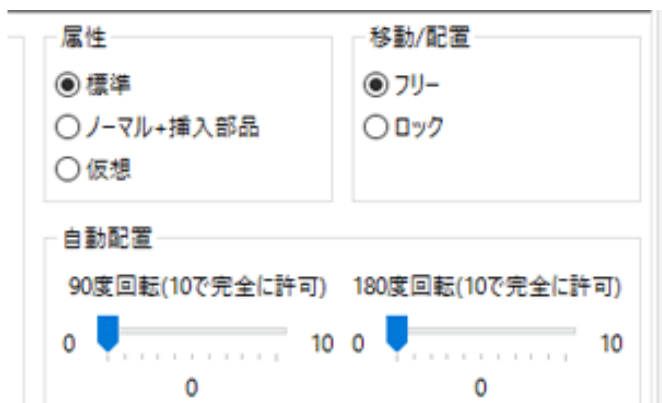 属性
標準
ノーマル+挿入部品
仮想
移動/配置
フリー
ロック
自動配置
90度回転(10で完全に許可)
0 10
0
180度回転(10で完全に許可)
0 10
0